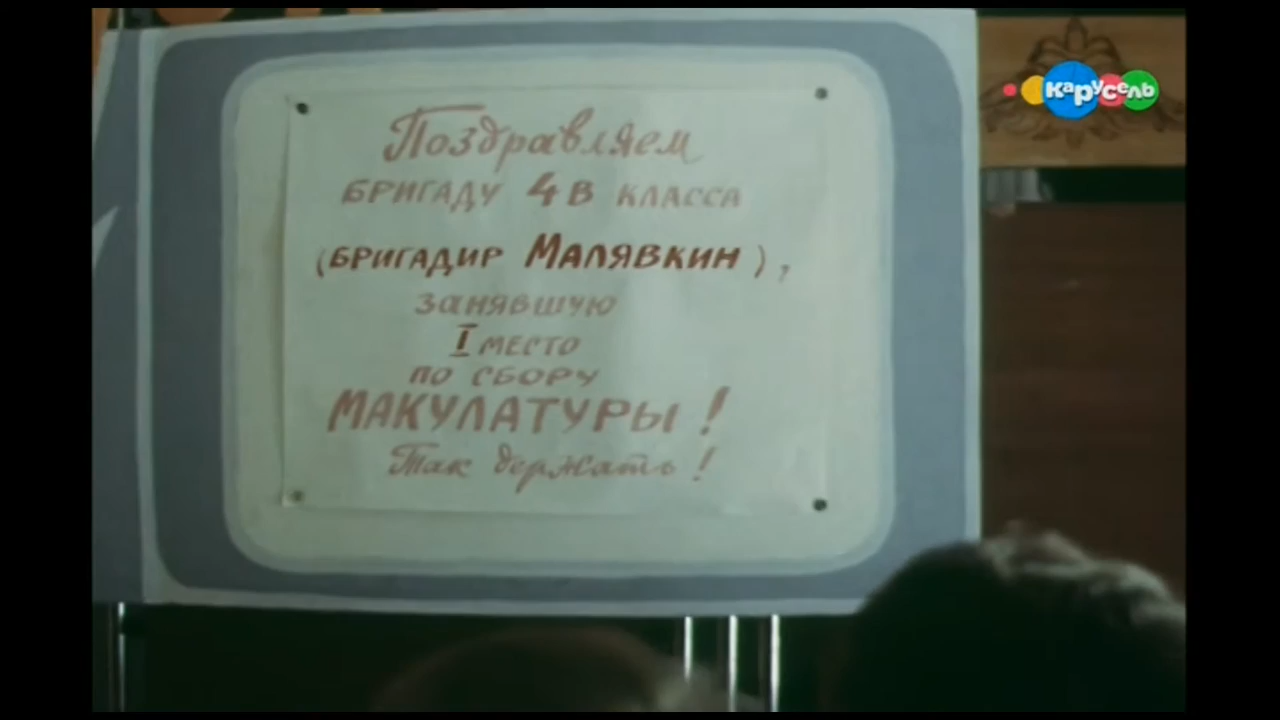 Карусель
Поздравляем
БРИГАДУ 4В КЛАССА
(БРИГАДИР МАЛЯВКИН),
ЗАНЯВШУЮ
I МЕСТО
ПО СБОРУ
МАКУЛАТУРЫ!
Так держать!